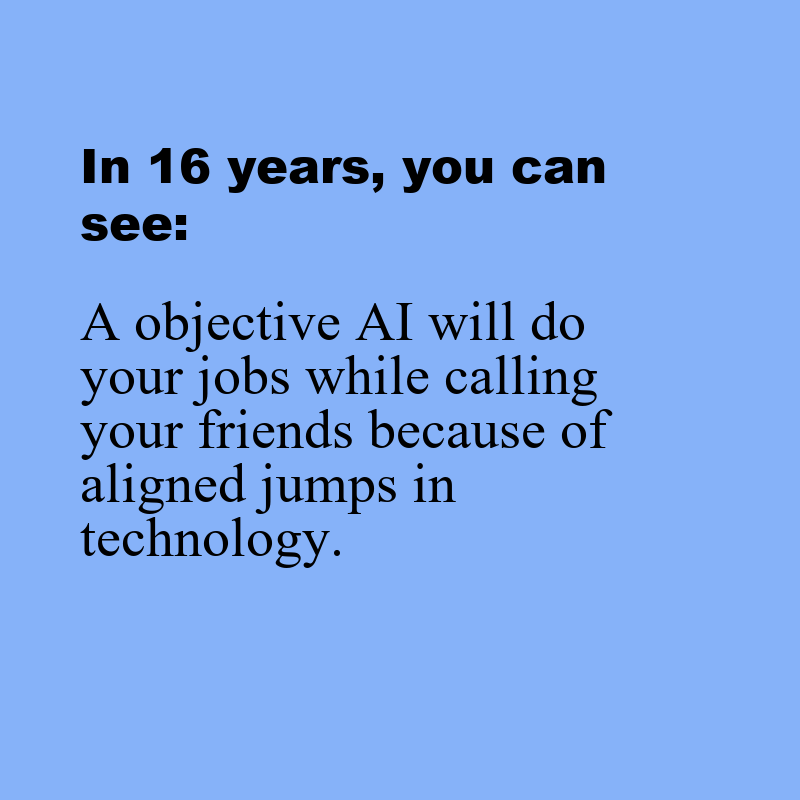 In 16 years, you can
see:
A objective AI will do
your jobs while calling
your friends because of
aligned jumps in
technology.